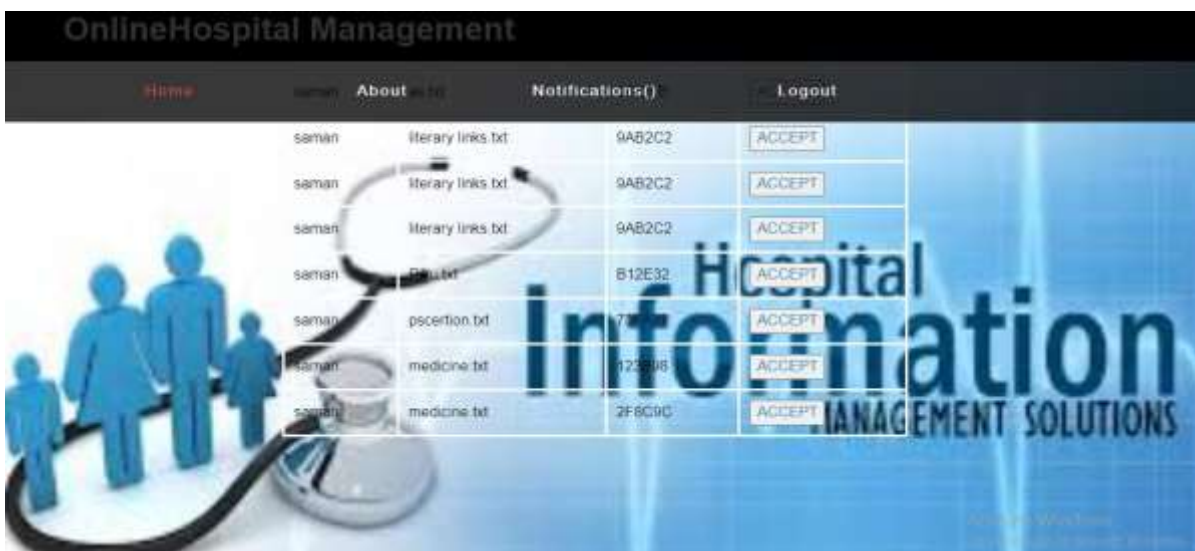 OnlineHospital Management
Home About Notifications() Logout
saman literary links.txt 9AB2C2 ACCEPT
saman literary links.txt 9AB2C2 ACCEPT
saman literary links.txt 9AB2C2 ACCEPT
saman B12E32 ACCEPT
saman pscertion.txt ACCEPT
saman medicine.txt ACCEPT
saman medicine.txt 2F8C9C ACCEPT
Hospital
Information
MANAGEMENT SOLUTIONS